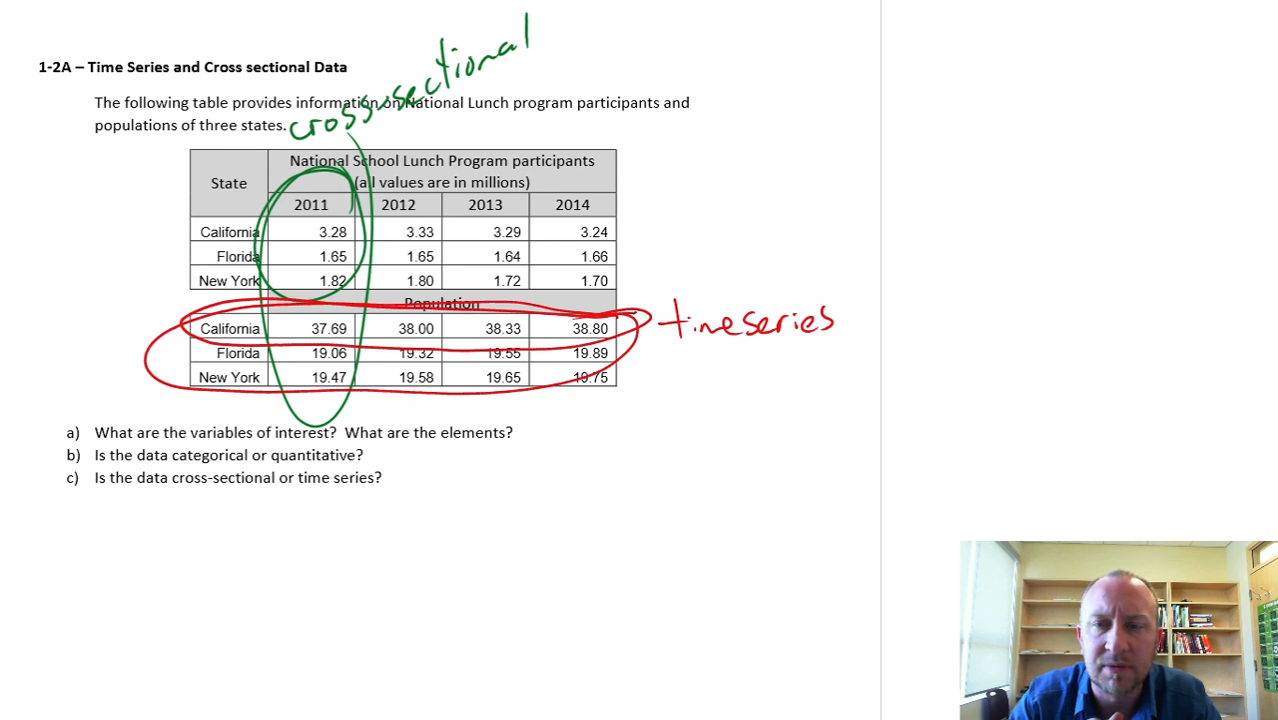 cross-sectional
1-2A – Time Series and Cross sectional Data
The following table provides information on National Lunch program participants and
populations of three states.
State
National School Lunch Program participants
(all values are in millions)
2011 2012 2013 2014
California 3.28 3.33 3.29 3.24
Florida 1.65 1.65 1.64 1.66
New York 1.82 1.80 1.72 1.70
Population
California 37.69 38.00 38.33 38.80
Florida 19.06 19.32 19.55 19.89
New York 19.47 19.58 19.65 19.75
time series
a) What are the variables of interest? What are the elements?
b) Is the data categorical or quantitative?
c) Is the data cross-sectional or time series?